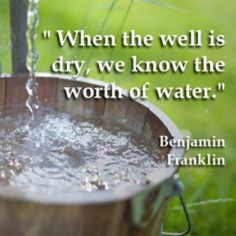 " When the well is
dry, we know the
worth of water."
Benjamin
Franklin